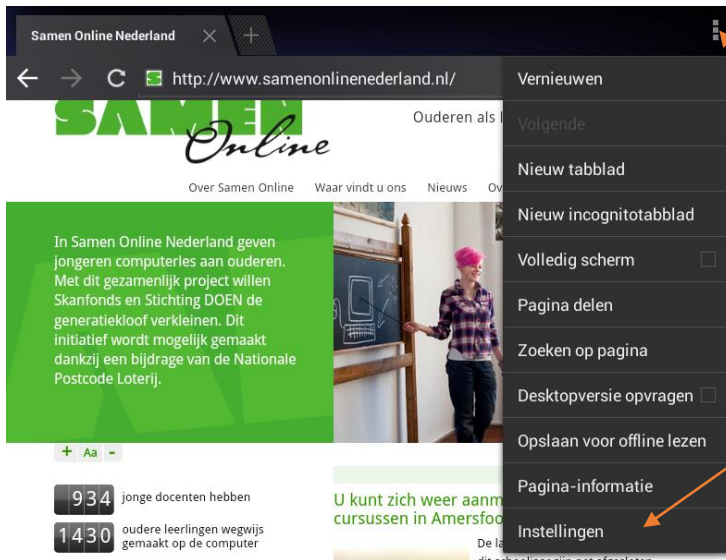 Samen Online Nederland
http://www.samenonlinenederland.nl/
SAMEN
Online
Ouderen als
Over Samen Online Waar vindt u ons Nieuws
In Samen Online Nederland geven
jongeren computerles aan ouderen.
Met dit gezamenlijk project willen
Skanfonds en Stichting DOEN de
generatiekloof verkleinen. Dit
initiatief wordt mogelijk gemaakt
dankzij een bijdrage van de Nationale
Postcode Loterij.
+ Aa -
934 jonge docenten hebben
1430 oudere leerlingen wegwijs
gemaakt op de computer
U kunt zich weer aanm
cursussen in Amersfoo
De la
Vernieuwen
Volgende
Nieuw tabblad
Nieuw incognitotabblad
Volledig scherm
Pagina delen
Zoeken op pagina
Desktopversie opvragen
Opslaan voor offline lezen
Pagina-informatie
Instellingen